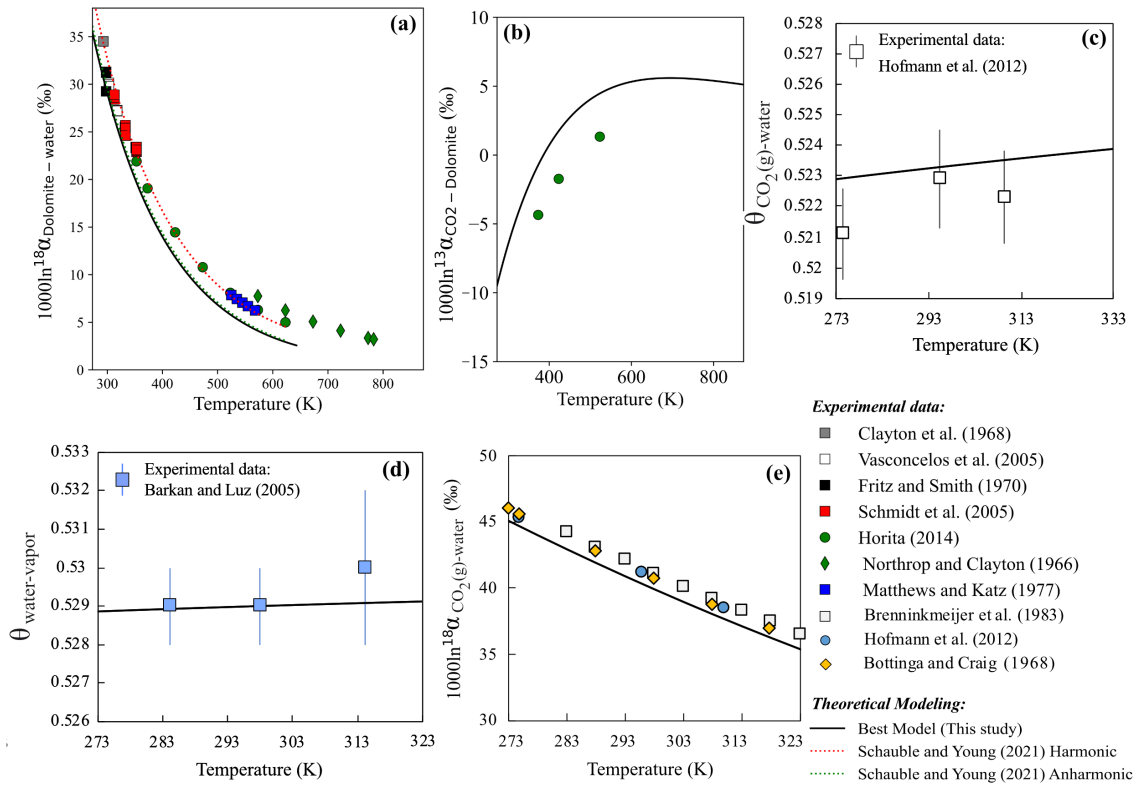 (a)
35
30
25
20
15
10
5
0
1000ln¹⁸αDolomite − water (‰)
300 400 500 600 700 800
Temperature (K)
(b)
10
5
0
−5
−10
−15
1000ln¹³αCO2 − Dolomite (‰)
400 600 800
Temperature (K)
0.528
(c)
Experimental data:
Hofmann et al. (2012)
0.527
0.526
0.525
0.524
0.523
0.522
0.521
0.52
0.519
θ CO₂(g)-water
273 293 313 333
Temperature (K)
0.533
(d)
Experimental data:
Barkan and Luz (2005)
0.532
0.531
0.53
0.529
0.528
0.527
0.526
θ water-vapor
273 283 293 303 313 323
Temperature (K)
50
(e)
45
40
35
30
1000ln¹⁸α CO₂(g)-water (‰)
273 283 293 303 313 323
Temperature (K)
Experimental data:
Clayton et al. (1968)
Vasconcelos et al. (2005)
Fritz and Smith (1970)
Schmidt et al. (2005)
Horita (2014)
Northrop and Clayton (1966)
Matthews and Katz (1977)
Brenninkmeijer et al. (1983)
Hofmann et al. (2012)
Bottinga and Craig (1968)
Theoretical Modeling:
Best Model (This study)
Schauble and Young (2021) Harmonic
Schauble and Young (2021) Anharmonic